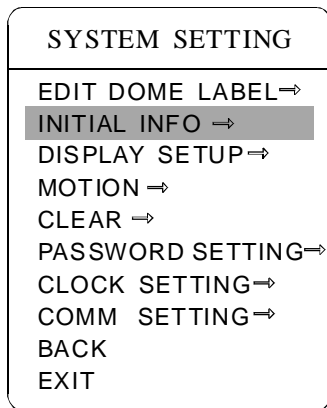 SYSTEM SETTING
EDIT DOME LABEL⇒
INITIAL INFO ⇒
DISPLAY SETUP⇒
MOTION ⇒
CLEAR ⇒
PASSWORD SETTING⇒
CLOCK SETTING⇒
COMM SETTING⇒
BACK
EXIT